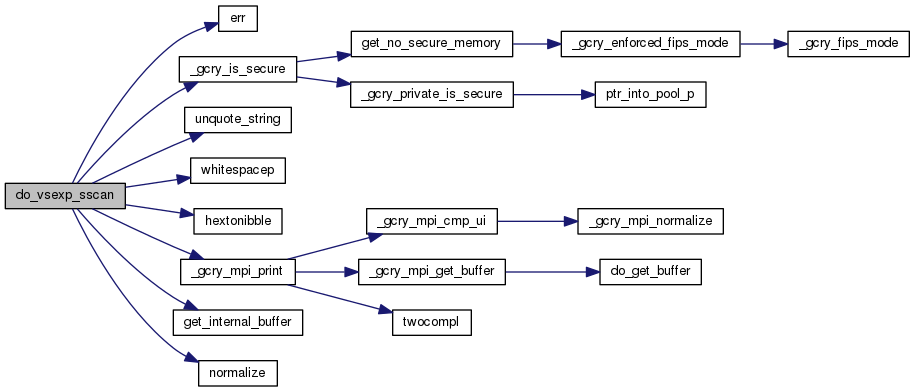 err
get_no_secure_memory
_gcry_enforced_fips_mode
_gcry_fips_mode
_gcry_is_secure
_gcry_private_is_secure
ptr_into_pool_p
unquote_string
whitespacep
do_vsexp_sscan
hextonibble
_gcry_mpi_cmp_ui
_gcry_mpi_normalize
_gcry_mpi_print
_gcry_mpi_get_buffer
do_get_buffer
get_internal_buffer
twocompl
normalize